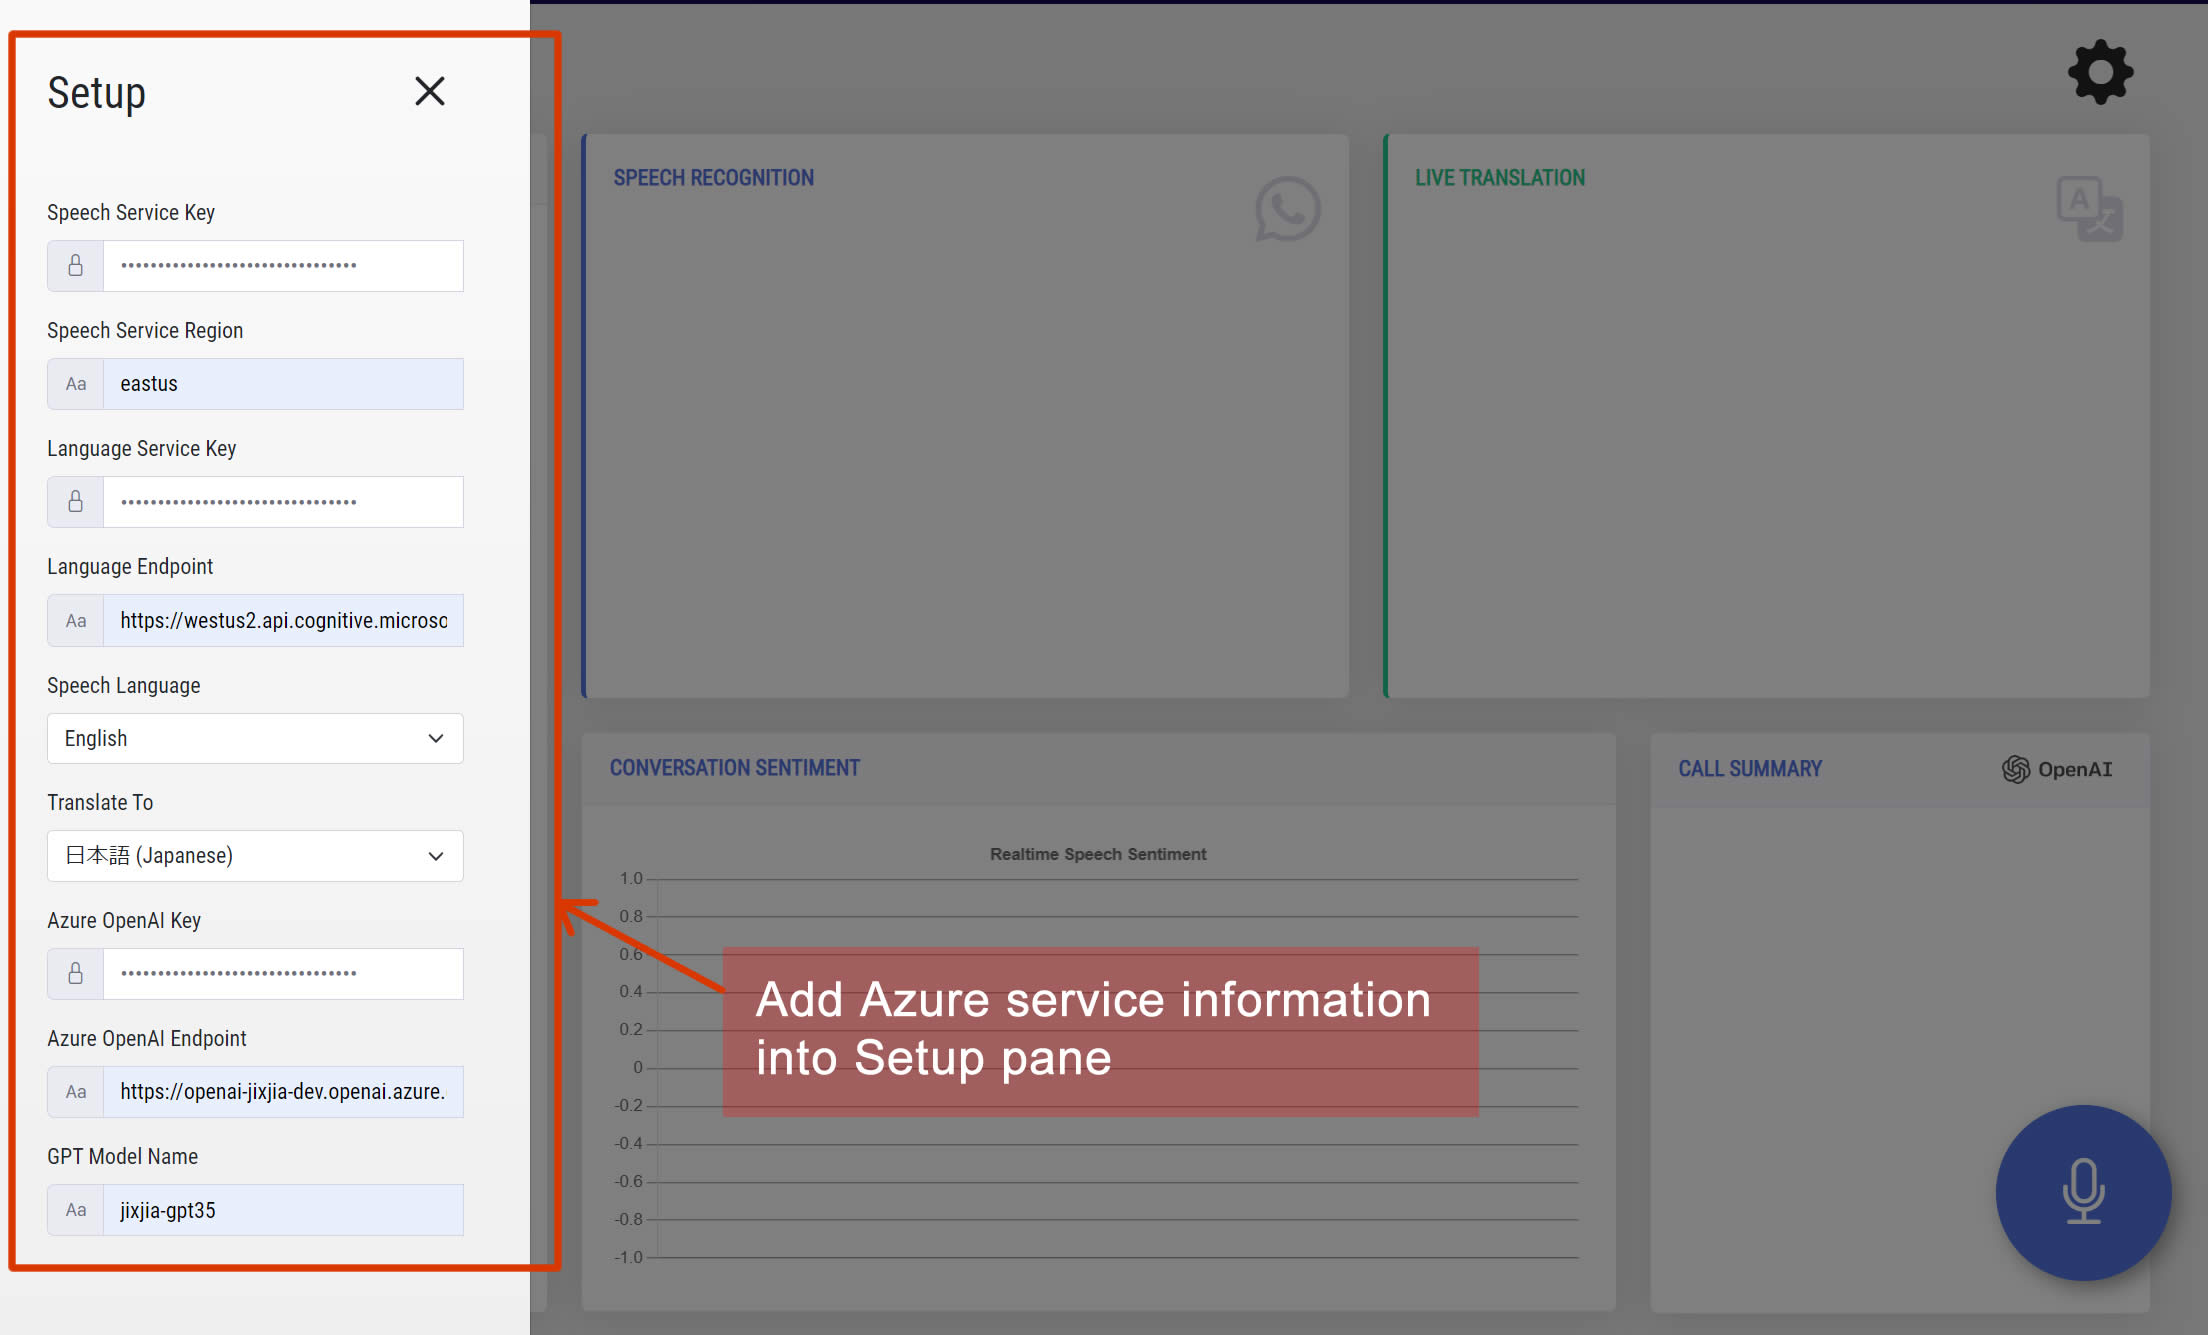 Setup
Speech Service Key
••••••••••••••••••••••••••••••••
Speech Service Region
Aa
eastus
Language Service Key
••••••••••••••••••••••••••••••••
Language Endpoint
Aa
https://westus2.api.cognitive.microso
Speech Language
English
Translate To
日本語 (Japanese)
Azure OpenAI Key
••••••••••••••••••••••••••••••••
Azure OpenAI Endpoint
Aa
https://openai-jixjia-dev.openai.azure.
GPT Model Name
Aa
jixjia-gpt35
SPEECH RECOGNITION
LIVE TRANSLATION
A
文
CONVERSATION SENTIMENT
Realtime Speech Sentiment
1.0
0.8
0.6
0.4
0.2
0
-0.2
-0.4
-0.6
-0.8
-1.0
Add Azure service information
into Setup pane
CALL SUMMARY
OpenAI